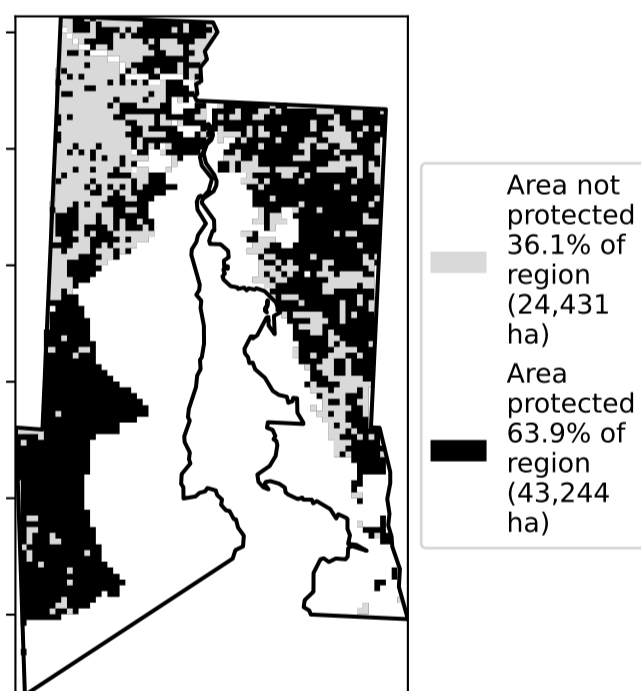 Area not
protected
36.1% of
region
(24,431
ha)
Area
protected
63.9% of
region
(43,244
ha)